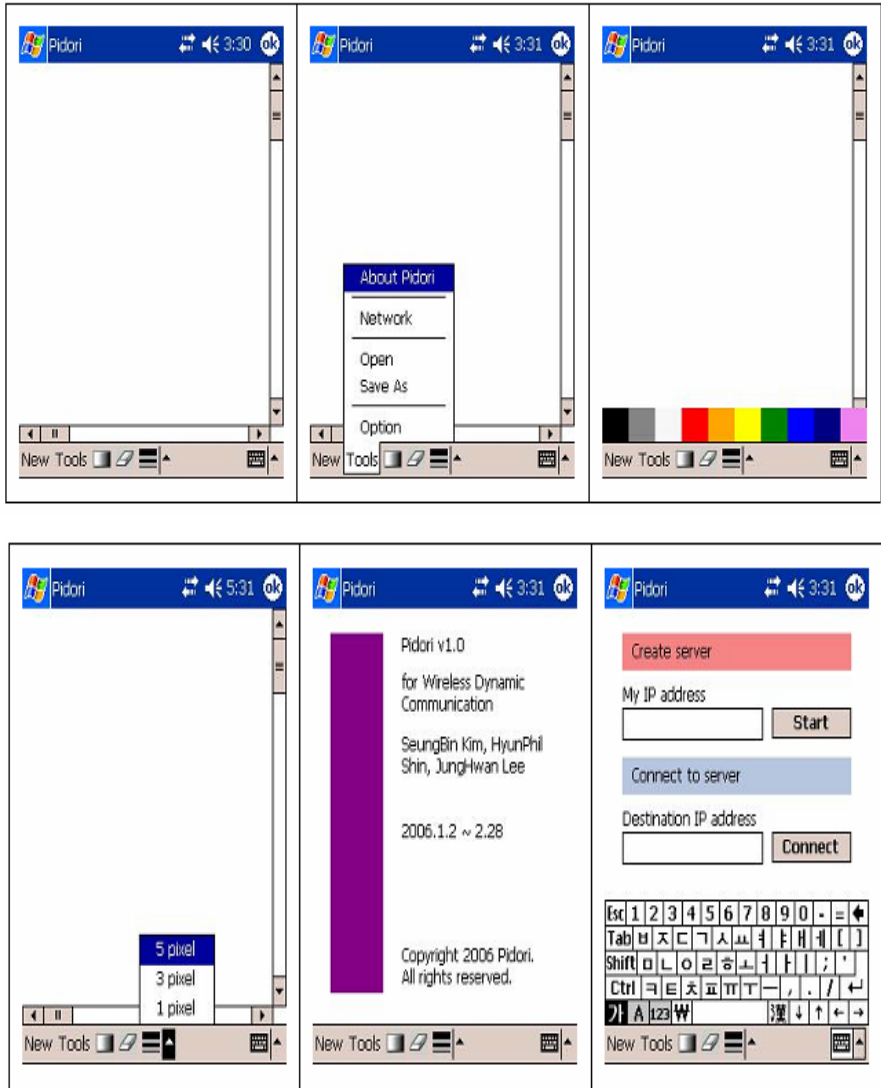 Pidori 3:30 ok
New Tools
Pidori 3:31 ok
About Pidori
Network
Open
Save As
Option
New Tools
Pidori 3:31 ok
New Tools
Pidori 5:31 ok
5 pixel
3 pixel
1 pixel
New Tools
Pidori 3:31 ok
Pidori v1.0
for Wireless Dynamic
Communication
SeungBin Kim, HyunPhil
Shin, JungHwan Lee
2006.1.2 ~ 2.28
Copyright 2006 Pidori.
All rights reserved.
New Tools
Pidori 3:31 ok
Create server
My IP address
Start
Connect to server
Destination IP address
Connect
Esc 1 2 3 4 5 6 7 8 9 0 - = ←
Tab ㅂ ㅈ ㄷ ㄱ ㅅ ㅛ ㅕ ㅑ ㅐ ㅔ [ ]
Shift ㅁ ㄴ ㅇ ㄹ ㅎ ㅗ ㅓ ㅏ ㅣ ; '
Ctrl ㅋ ㅌ ㅊ ㅍ ㅠ ㅜ ㅡ , . / ↵
가 A 123 ₩ 漢 ↓ ↑ ← →
New Tools